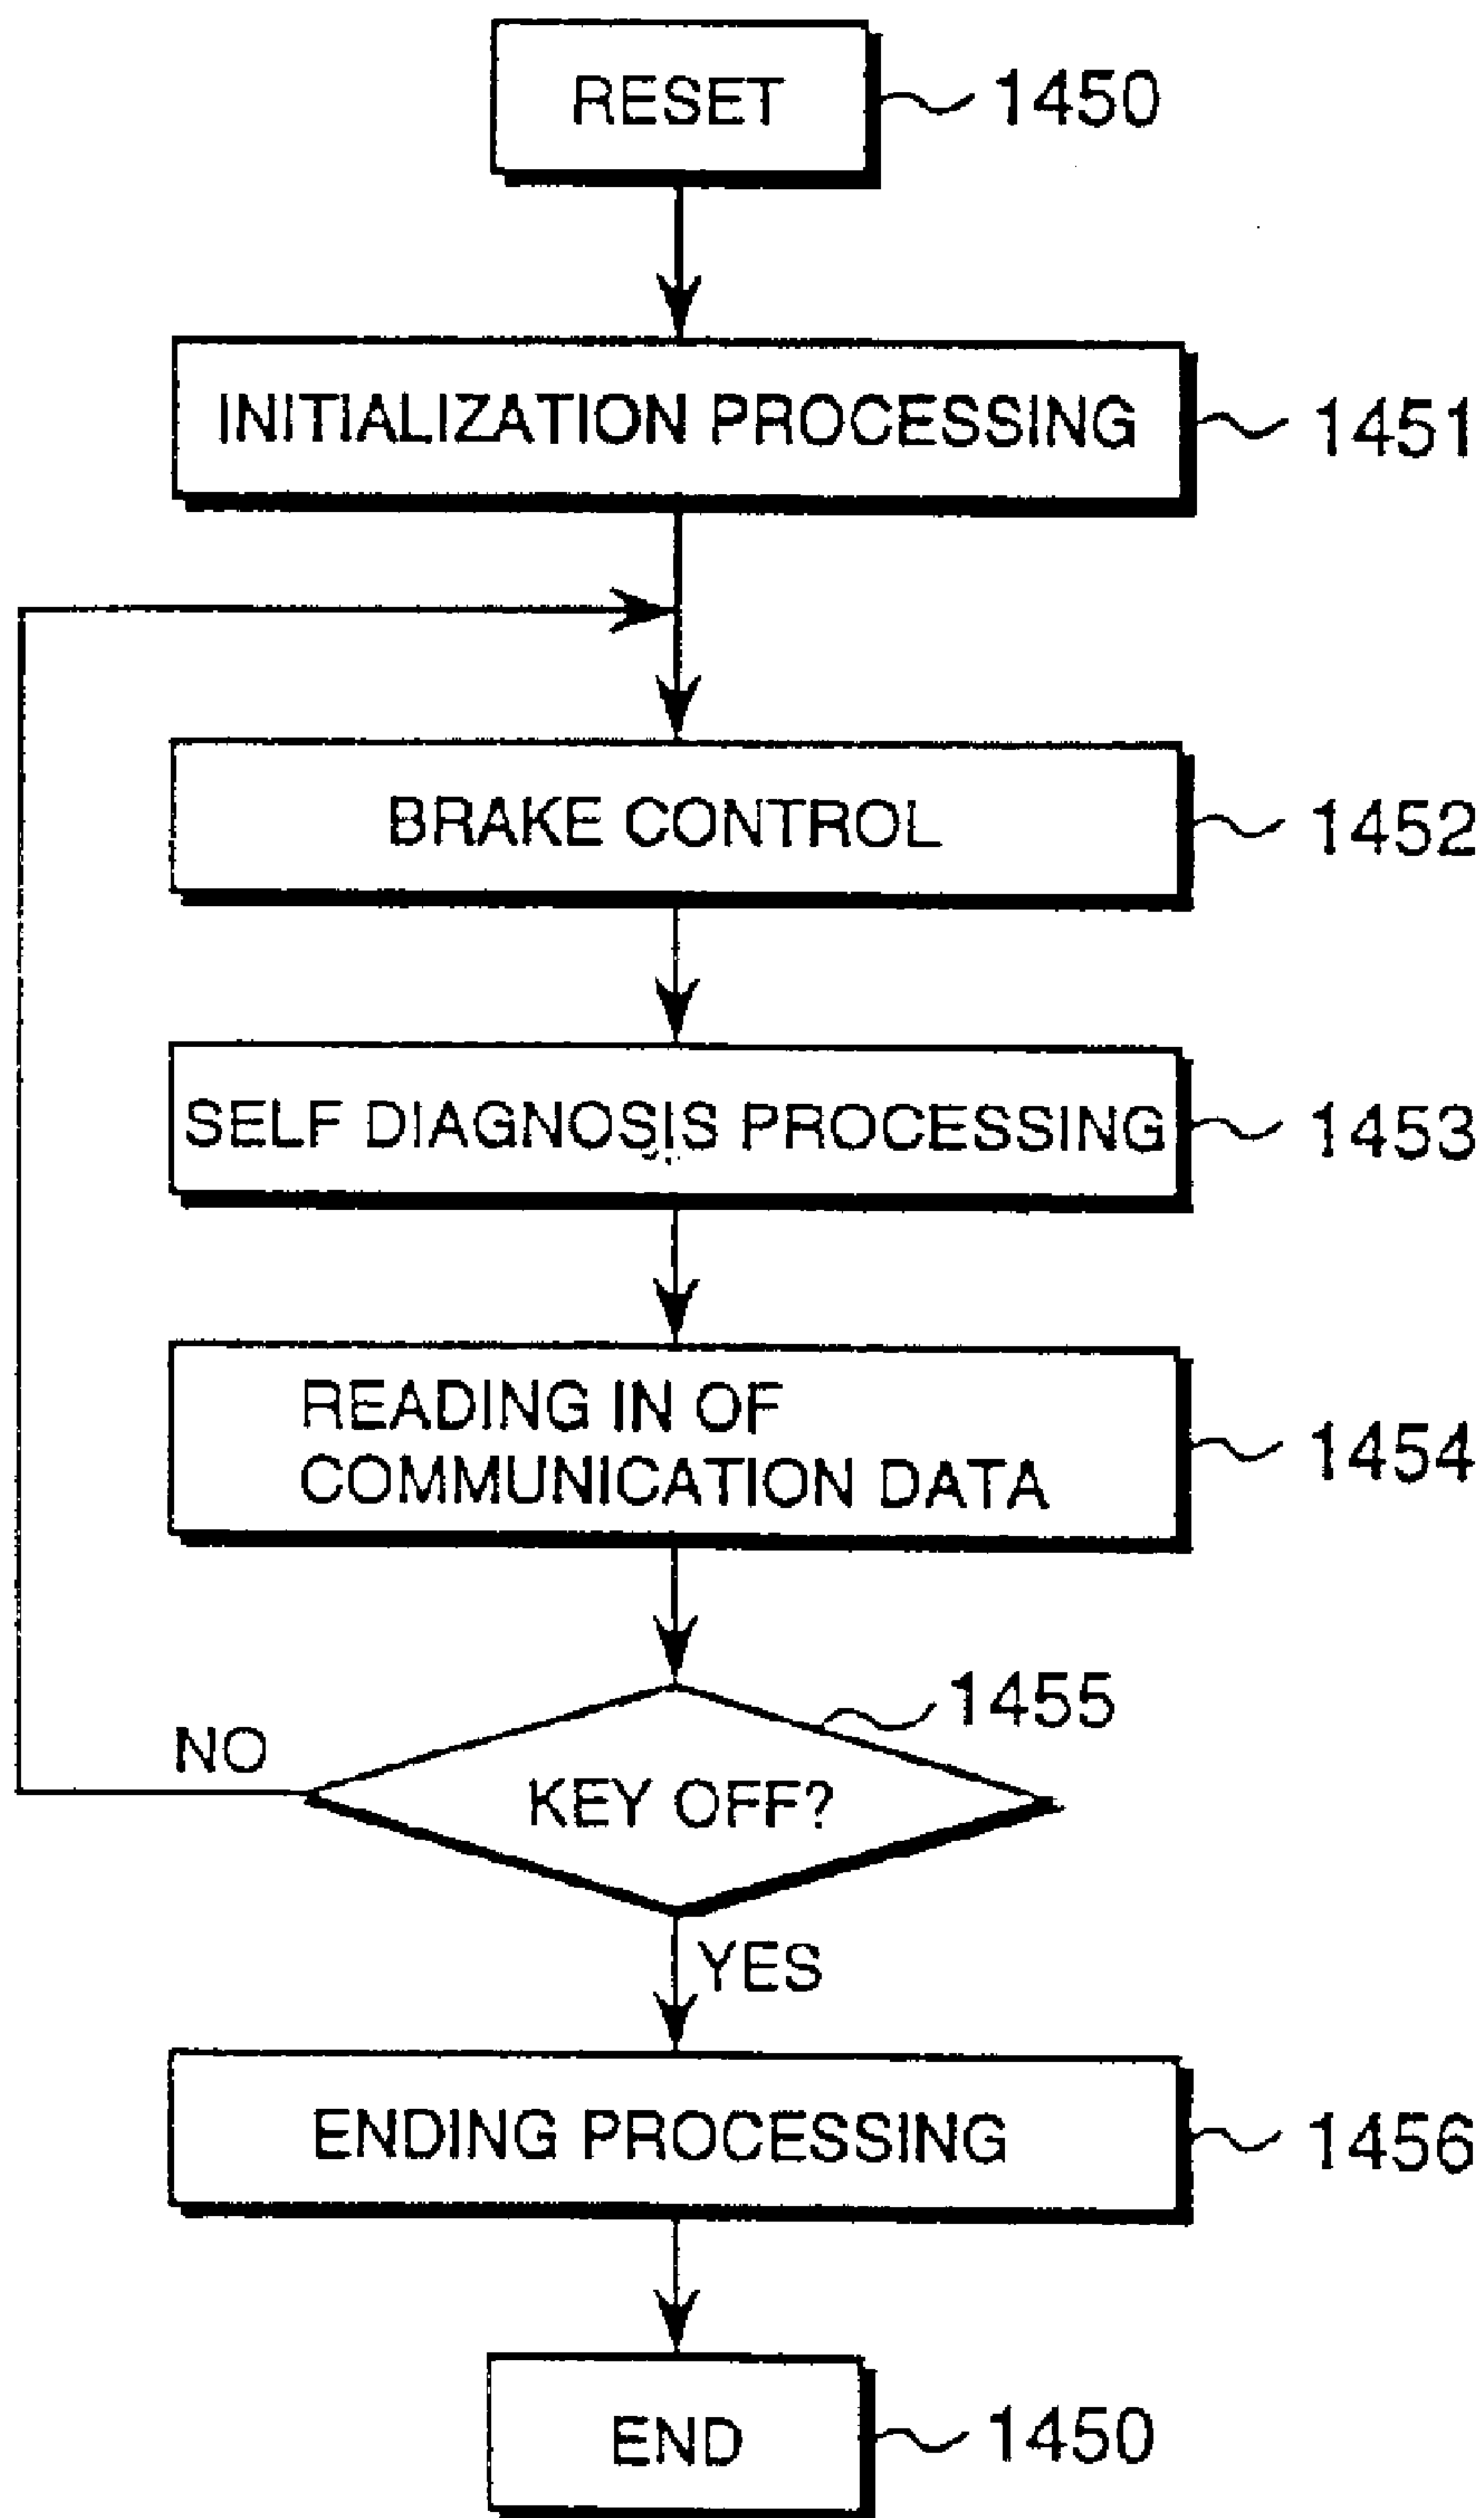 RESET
1450
INITIALIZATION PROCESSING
1451
BRAKE CONTROL
1452
SELF DIAGNOSIS PROCESSING
1453
READING IN OF
COMMUNICATION DATA
1454
1455
NO
KEY OFF?
YES
ENDING PROCESSING
1456
END
1450